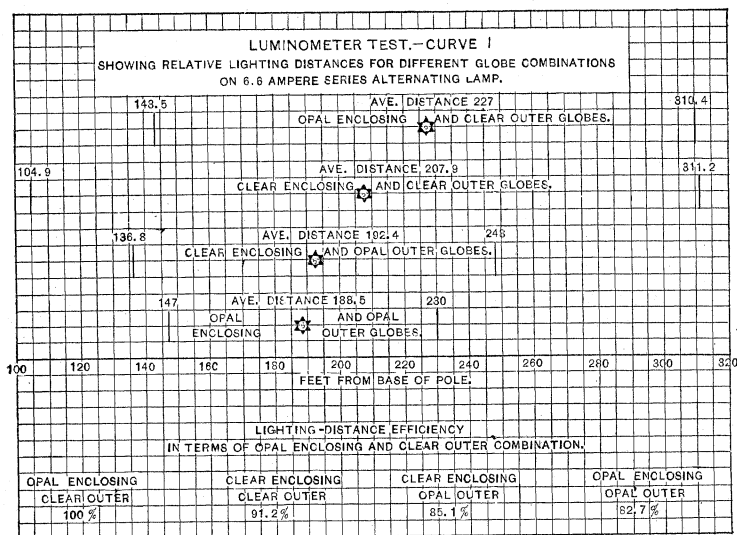 LUMINOMETER TEST.—CURVE 1
SHOWING RELATIVE LIGHTING DISTANCES FOR DIFFERENT GLOBE COMBINATIONS
ON 6.6 AMPERE SERIES ALTERNATING LAMP.
143.5 AVE. DISTANCE 227 310.4
OPAL ENCLOSING AND CLEAR OUTER GLOBES.
104.9 AVE. DISTANCE 207.9 311.2
CLEAR ENCLOSING AND CLEAR OUTER GLOBES.
136.8 AVE. DISTANCE 192.4 248
CLEAR ENCLOSING AND OPAL OUTER GLOBES.
147 AVE. DISTANCE 188.5 230
OPAL AND OPAL
ENCLOSING OUTER GLOBES.
100 120 140 160 180 200 220 240 260 280 300 320
FEET FROM BASE OF POLE.
LIGHTING-DISTANCE EFFICIENCY
IN TERMS OF OPAL ENCLOSING AND CLEAR OUTER COMBINATION.
OPAL ENCLOSING CLEAR ENCLOSING CLEAR ENCLOSING OPAL ENCLOSING
CLEAR OUTER CLEAR OUTER OPAL OUTER OPAL OUTER
100% 91.2% 85.1% 82.7%